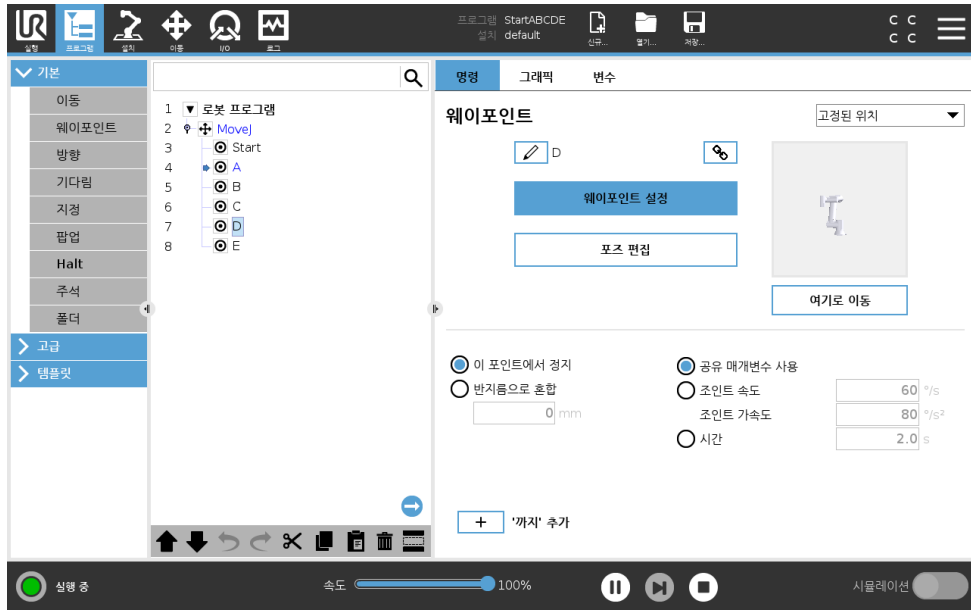 UR
실행
프로그램
설치
이동
I/O
로그
프로그램 StartABCDE
설치 default
신규...
열기...
저장...
C C
C C
기본
이동
웨이포인트
방향
기다림
지정
팝업
Halt
주석
폴더
고급
템플릿
1 로봇 프로그램
2 MoveJ
3 Start
4 A
5 B
6 C
7 D
8 E
명령 그래픽 변수
웨이포인트
고정된 위치
D
웨이포인트 설정
포즈 편집
여기로 이동
이 포인트에서 정지
반지름으로 혼합
0 mm
공유 매개변수 사용
조인트 속도 60 °/s
조인트 가속도 80 °/s²
시간 2.0 s
+ '까지' 추가
실행 중
속도 100%
시뮬레이션